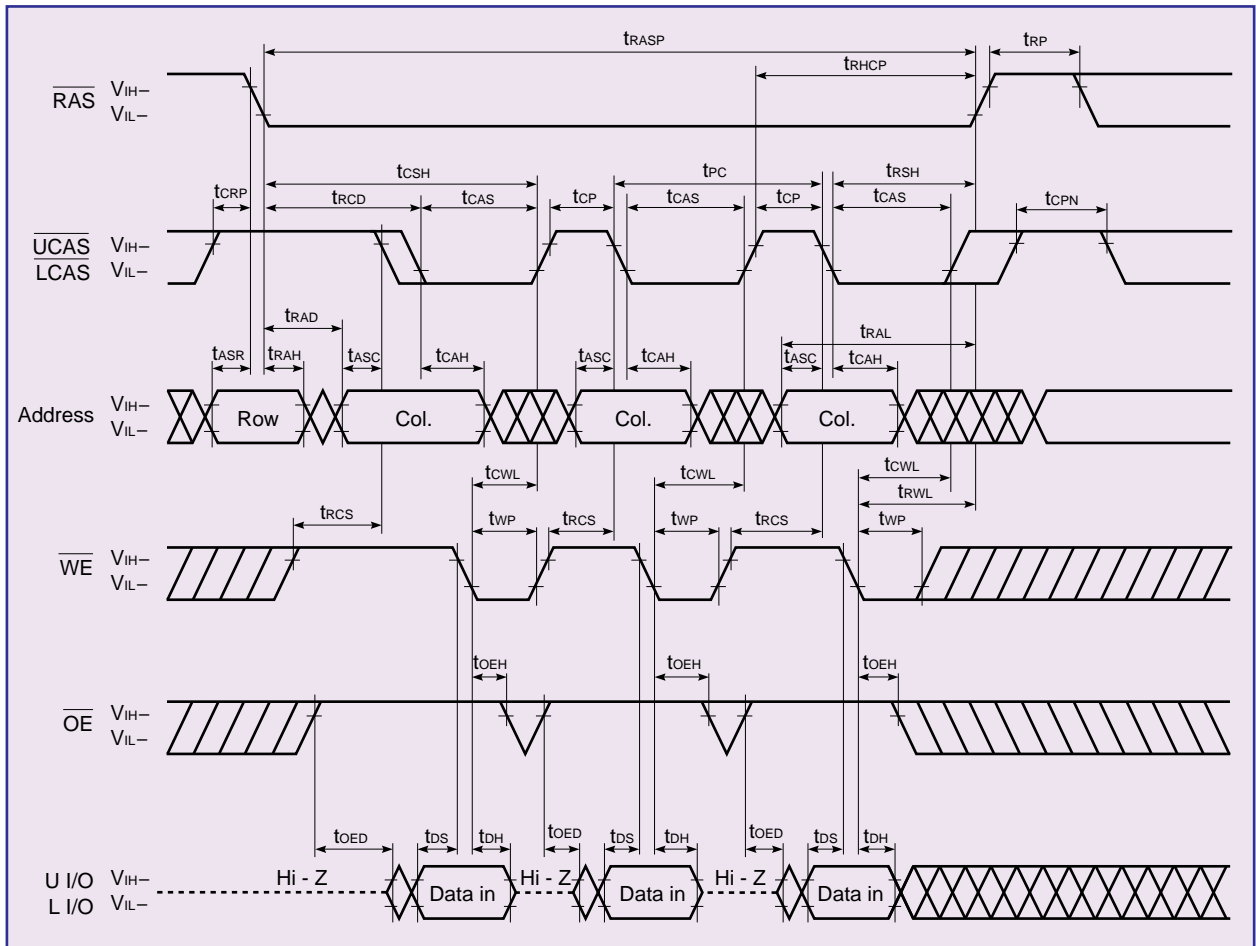 tRASP
tRP
tRHCP
RAS
VIH–
VIL–
tCSH
tPC
tRSH
tCRP
tRCD
tCAS
tCP
tCAS
tCP
tCAS
tCPN
UCAS
LCAS
VIH–
VIL–
tRAD
tRAL
tASR
tRAH
tASC
tCAH
tASC
tCAH
tASC
tCAH
Address
VIH–
VIL–
Row
Col.
Col.
Col.
tCWL
tCWL
tCWL
tRWL
tRCS
tWP
tRCS
tWP
tRCS
tWP
WE
VIH–
VIL–
tOEH
tOEH
tOEH
OE
VIH–
VIL–
tOED
tDS
tDH
tOED
tDS
tDH
tOED
tDS
tDH
U I/O
L I/O
VIH–
VIL–
Hi - Z
Data in
Hi - Z
Data in
Hi - Z
Data in